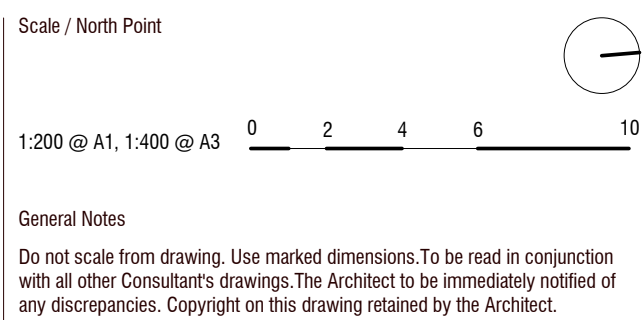 Scale / North Point
1:200 @ A1, 1:400 @ A3
0 2 4 6 10
General Notes
Do not scale from drawing. Use marked dimensions.To be read in conjunction
with all other Consultant's drawings.The Architect to be immediately notified of
any discrepancies. Copyright on this drawing retained by the Architect.